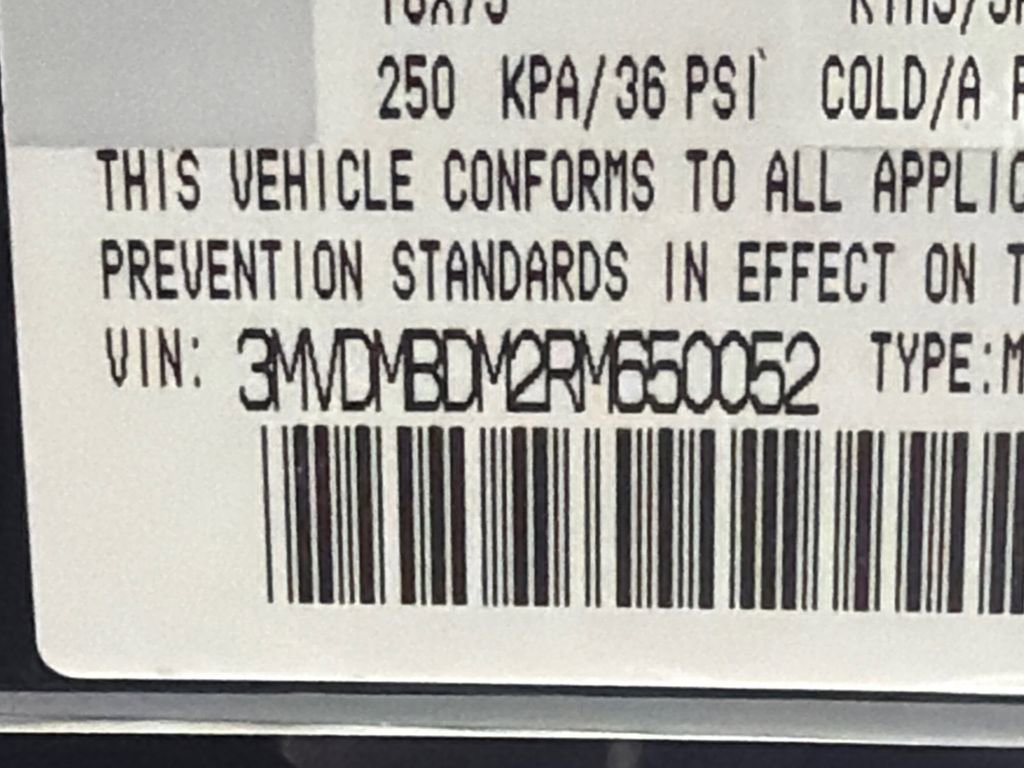 250 KPA/36 PSI COLD/A
THIS VEHICLE CONFORMS TO ALL APPLIC
PREVENTION STANDARDS IN EFFECT ON T
VIN: 3MVDMBDM2RM650052 TYPE:M